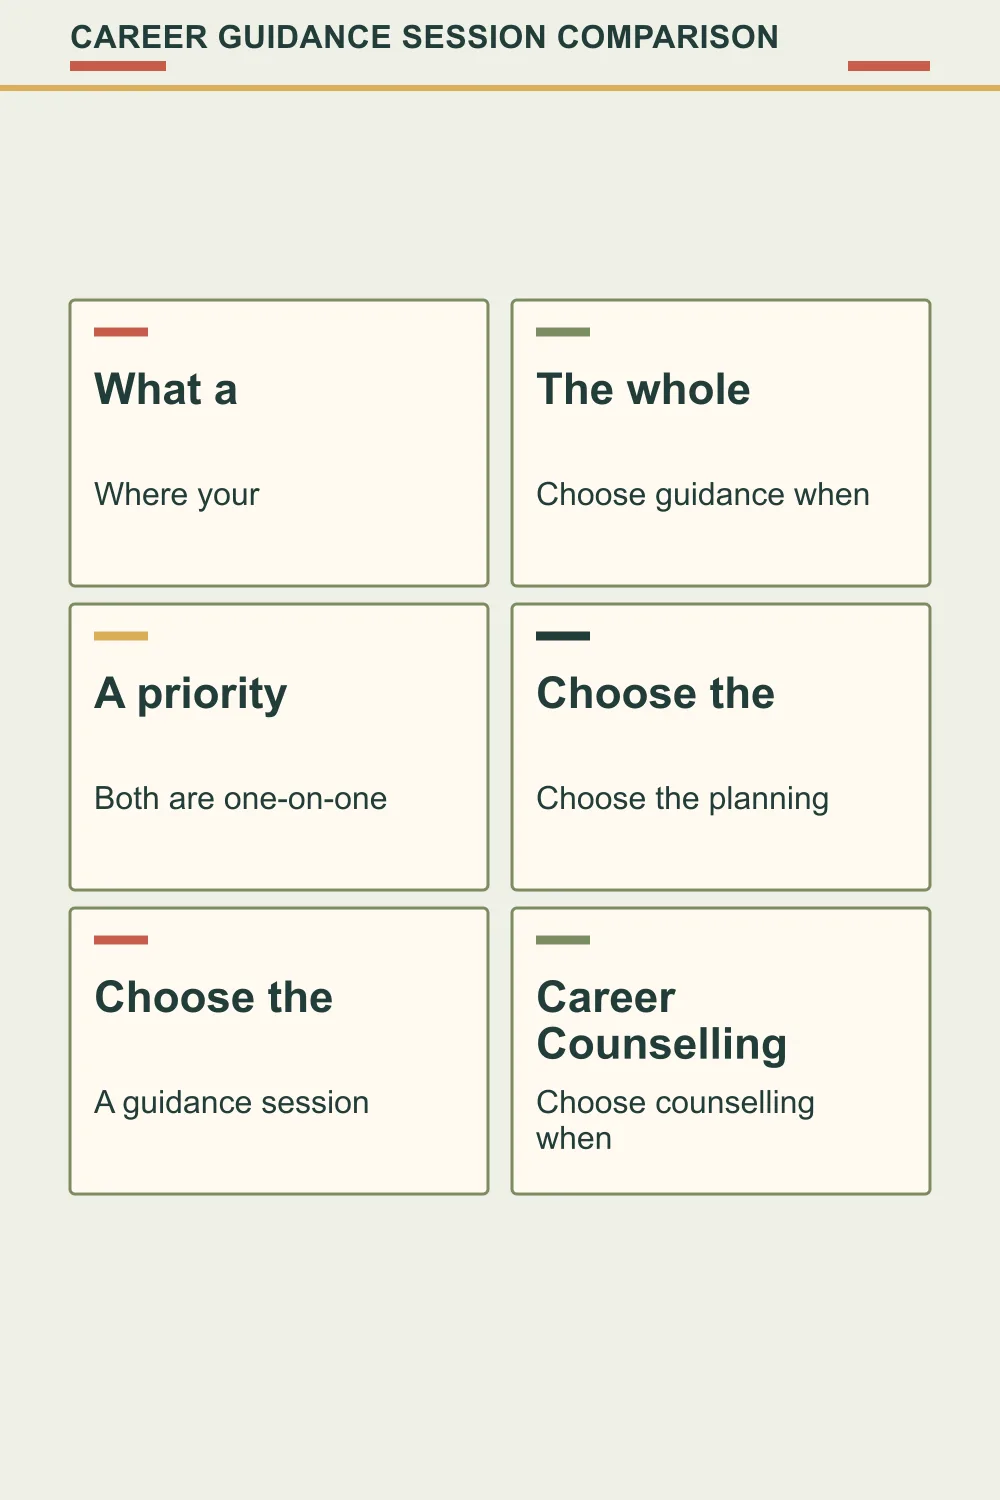 CAREER GUIDANCE SESSION COMPARISON
What a
Where your
The whole
Choose guidance when
A priority
Both are one-on-one
Choose the
Choose the planning
Choose the
A guidance session
Career
Counselling
Choose counselling
when